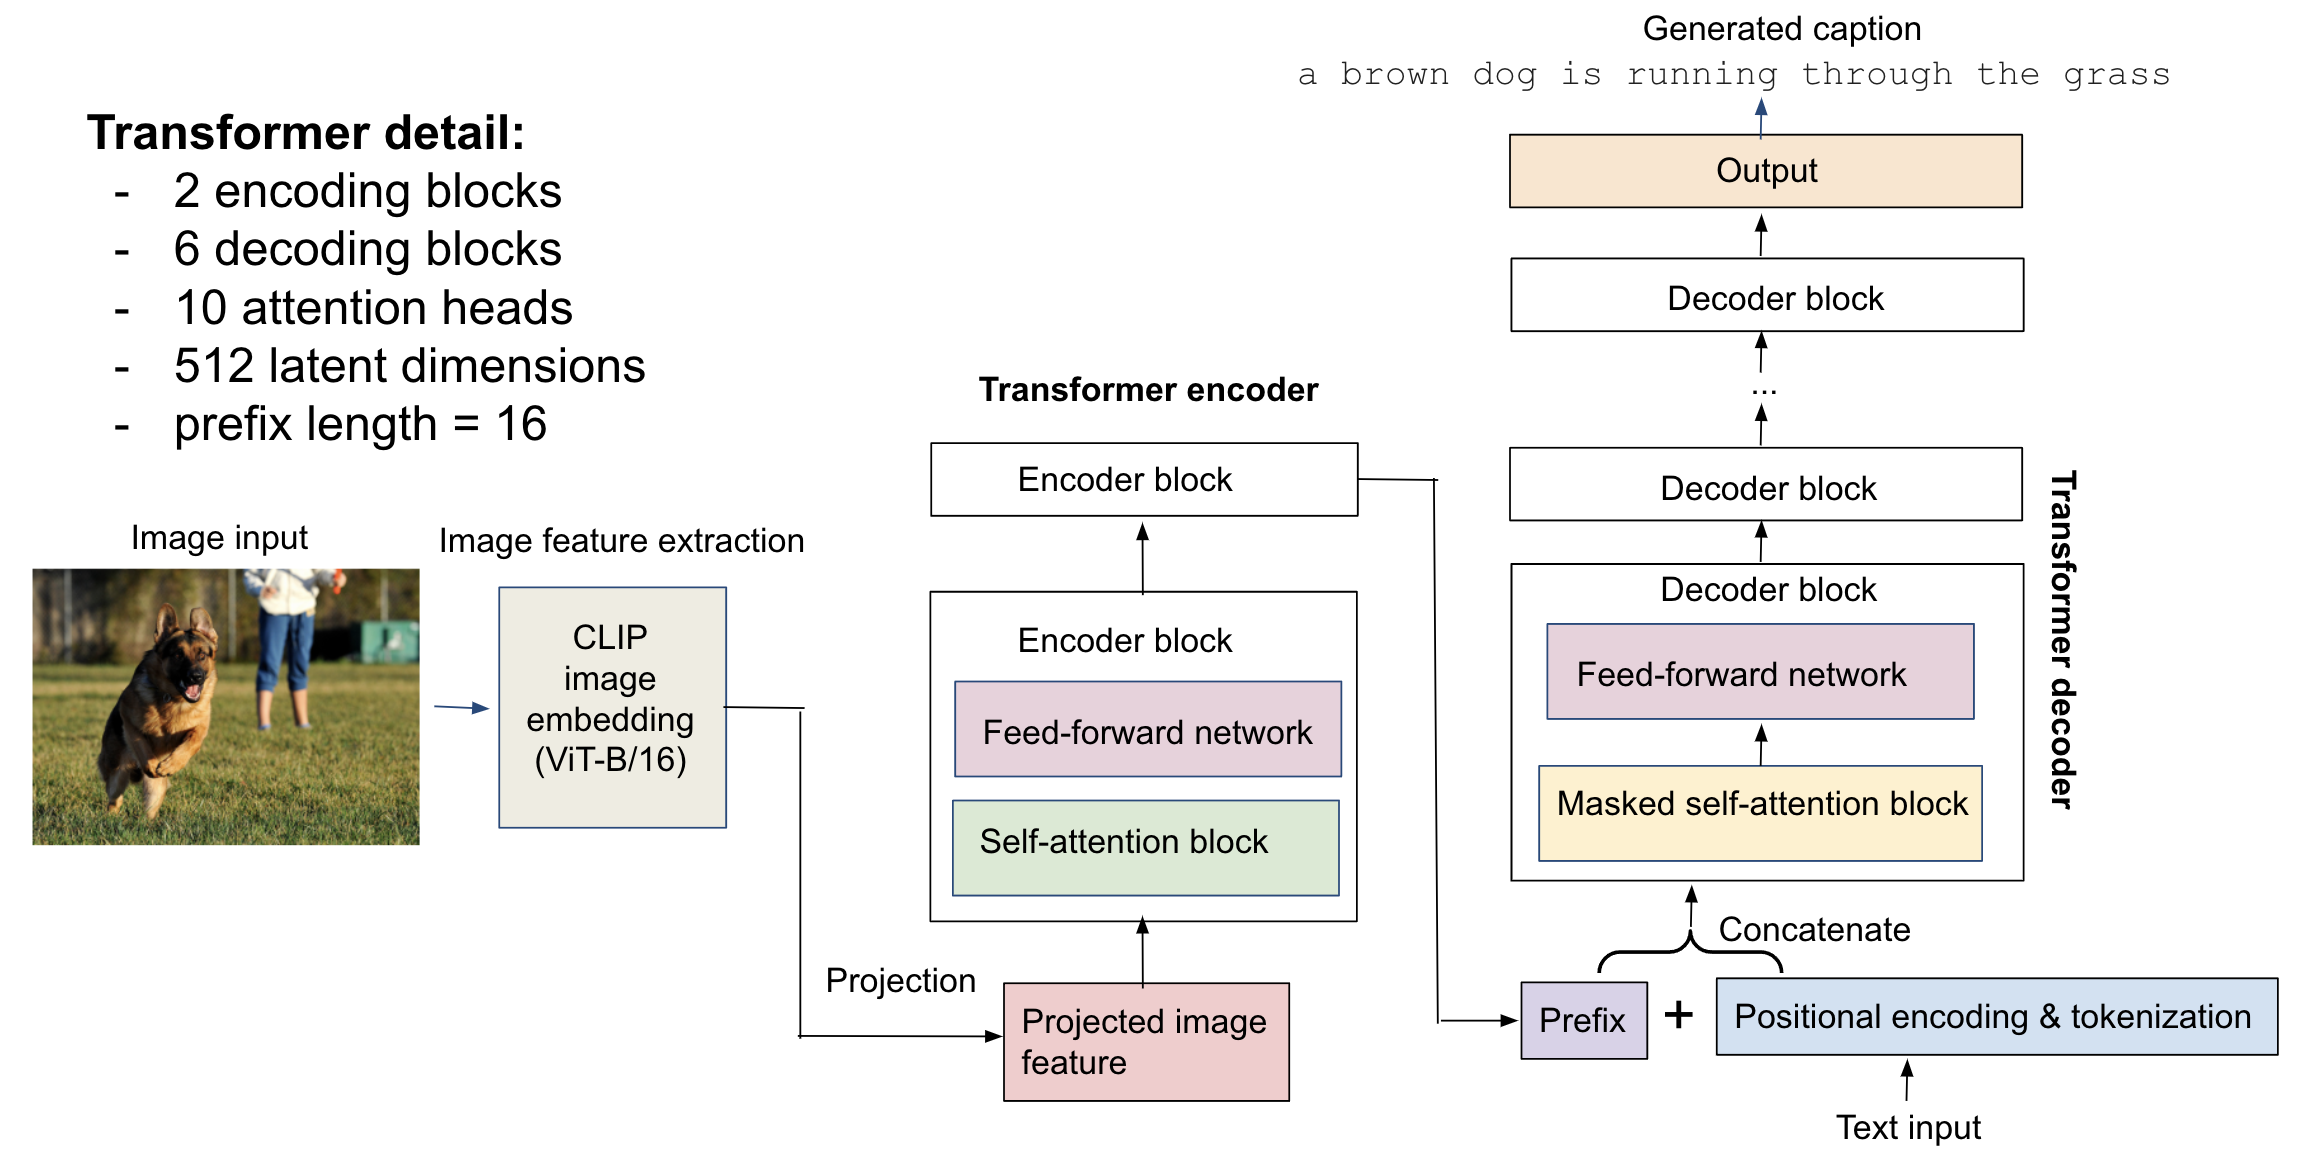 Transformer detail:
- 2 encoding blocks
- 6 decoding blocks
- 10 attention heads
- 512 latent dimensions
- prefix length = 16
Image input
Image feature extraction
CLIP
image
embedding
(ViT-B/16)
Projection
Projected image
feature
Transformer encoder
Encoder block
Encoder block
Feed-forward network
Self-attention block
Generated caption
a brown dog is running through the grass
Output
Decoder block
...
Decoder block
Decoder block
Feed-forward network
Masked self-attention block
Transformer decoder
Concatenate
Prefix + Positional encoding & tokenization
Text input